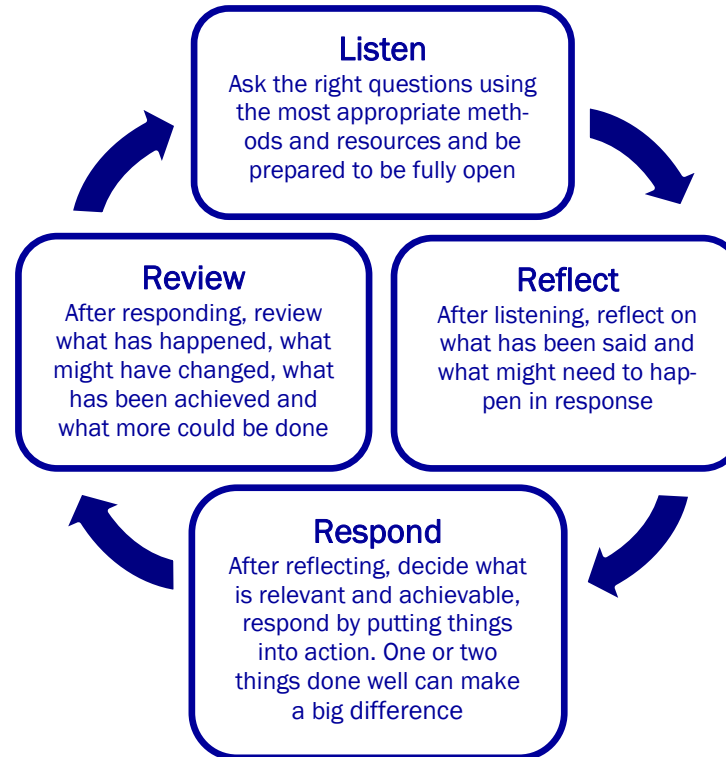 Listen
Ask the right questions using
the most appropriate meth-
ods and resources and be
prepared to be fully open
Reflect
After listening, reflect on
what has been said and
what might need to hap-
pen in response
Respond
After reflecting, decide what
is relevant and achievable,
respond by putting things
into action. One or two
things done well can make
a big difference
Review
After responding, review
what has happened, what
might have changed, what
has been achieved and
what more could be done